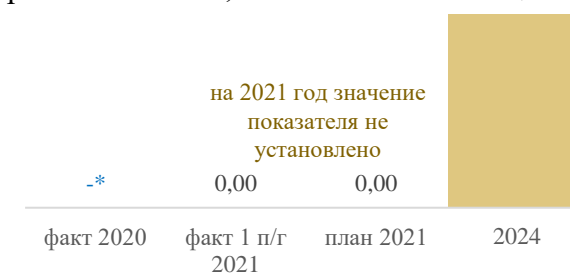 на 2021 год значение
показателя не
установлено
-*
0,00
0,00
факт 2020
факт 1 п/г
2021
план 2021
2024